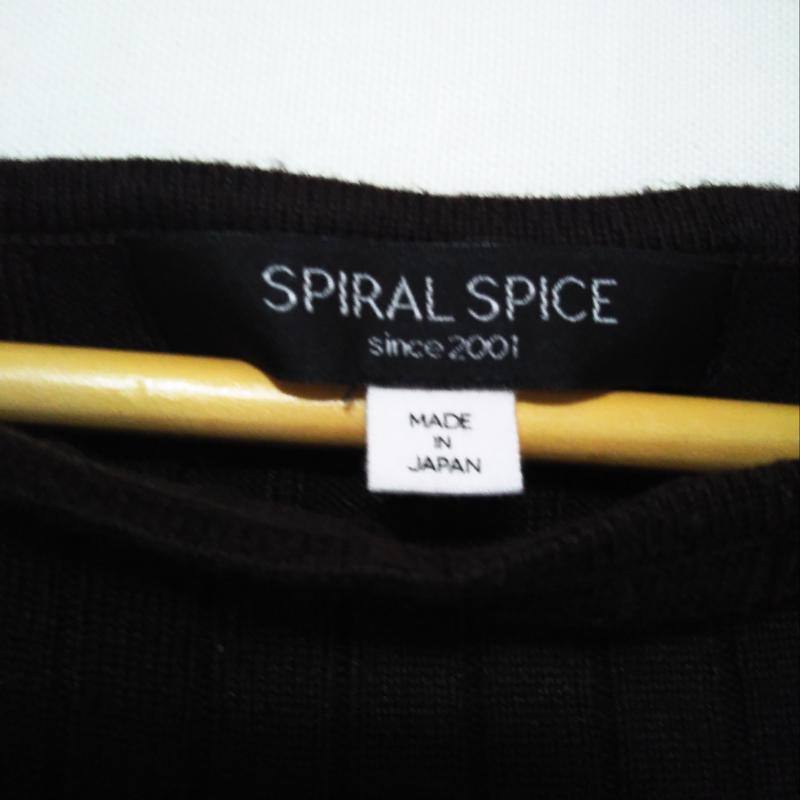 SPIRAL SPICE
since 2001
MADE
IN
JAPAN